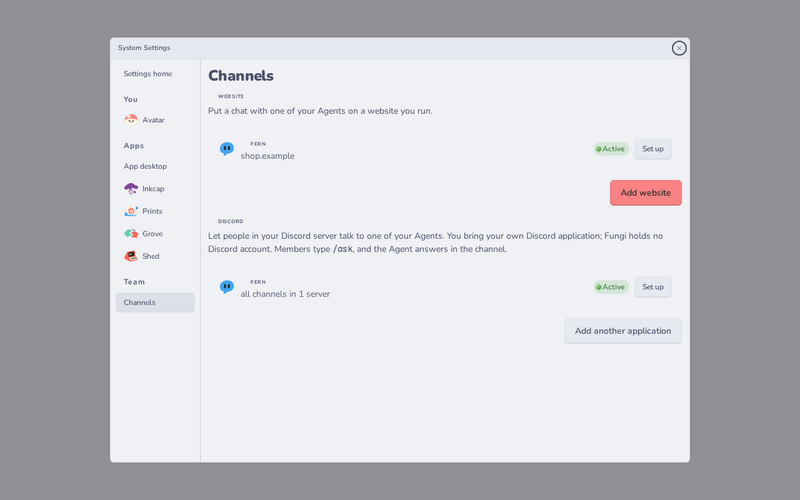 System Settings
Settings home
You
Avatar
Apps
App desktop
Inkcap
Prints
Grove
Shed
Team
Channels
Channels
WEBSITE
Put a chat with one of your Agents on a website you run.
FERN
shop.example
Active
Set up
Add website
DISCORD
Let people in your Discord server talk to one of your Agents. You bring your own Discord application; Fungi holds no
Discord account. Members type /ask, and the Agent answers in the channel.
FERN
all channels in 1 server
Active
Set up
Add another application